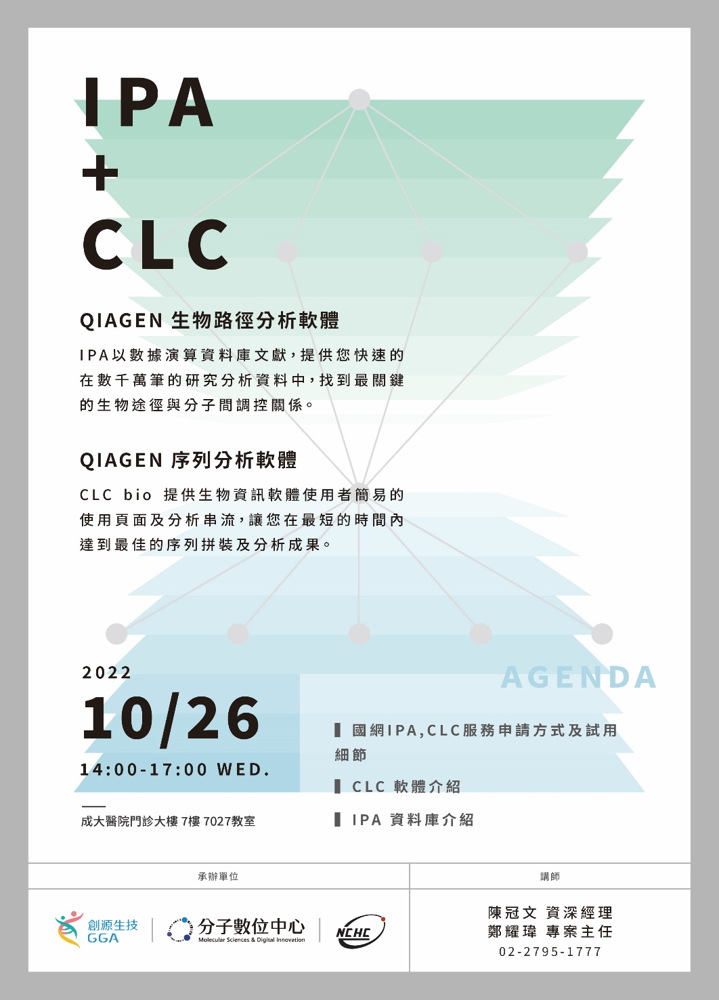 IPA
+
CLC
QIAGEN 生物路徑分析軟體
IPA以數據演算資料庫文獻，提供您快速的
在數千萬筆的研究分析資料中，找到最關鍵
的生物途徑與分子間調控關係。
QIAGEN 序列分析軟體
CLC bio 提供生物資訊軟體使用者簡易的
使用頁面及分析串流，讓您在最短的時間內
達到最佳的序列拼裝及分析成果。
2022
10/26
14:00-17:00 WED.
成大醫院門診大樓 7樓 7027教室
AGENDA
▌國網IPA,CLC服務申請方式及試用
細節
▌CLC 軟體介紹
▌IPA 資料庫介紹
承辦單位
創源生技
GGA
分子數位中心
Molecular Sciences & Digital Innovation
NCHC
講師
陳冠文 資深經理
鄭耀瑋 專案主任
02-2795-1777